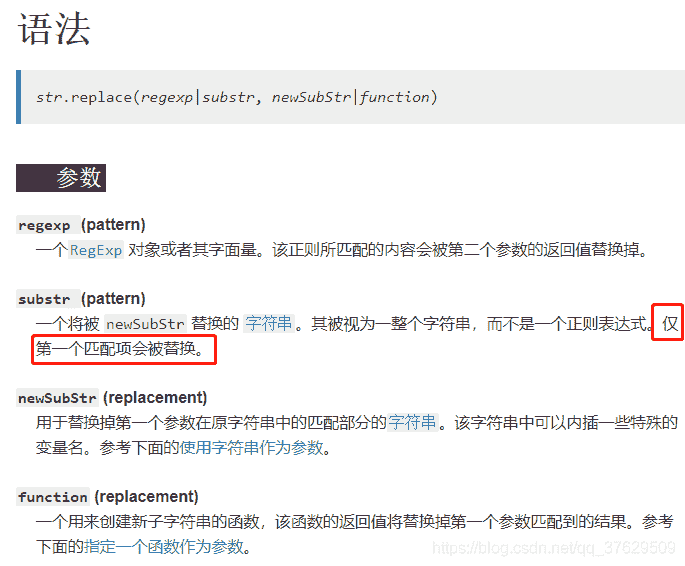 语法
str.replace(regexp|substr, newSubStr|function)
参数
regexp (pattern)
一个RegExp 对象或者其字面量。该正则所匹配的内容会被第二个参数的返回值替换掉。
substr (pattern)
一个将被 newSubStr 替换的 字符串。其被视为一整个字符串，而不是一个正则表达式。仅
第一个匹配项会被替换。
newSubStr (replacement)
用于替换掉第一个参数在原字符串中的匹配部分的字符串。该字符串中可以内插一些特殊的
变量名。参考下面的使用字符串作为参数。
function (replacement)
一个用来创建新子字符串的函数，该函数的返回值将替换掉第一个参数匹配到的结果。参考
下面的指定一个函数作为参数。
https://blog.csdn.net/qq_37629509